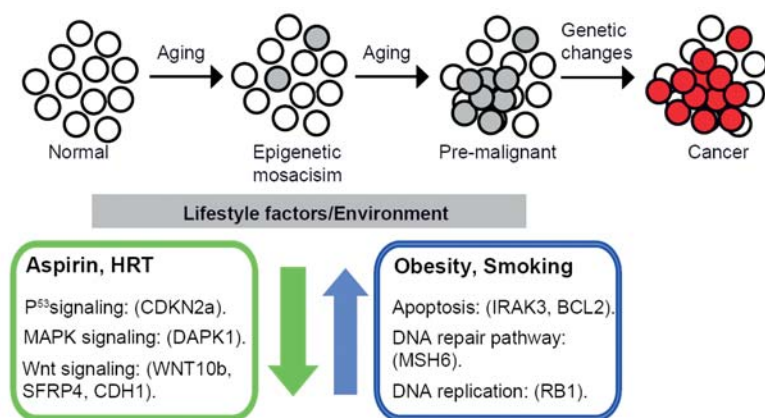 Aging
Aging
Genetic
changes
Normal
Epigenetic
mosacisim
Pre-malignant
Cancer
Lifestyle factors/Environment
Aspirin, HRT
P53signaling: (CDKN2a).
MAPK signaling: (DAPK1).
Wnt signaling: (WNT10b,
SFRP4, CDH1).
Obesity, Smoking
Apoptosis: (IRAK3, BCL2).
DNA repair pathway:
(MSH6).
DNA replication: (RB1).